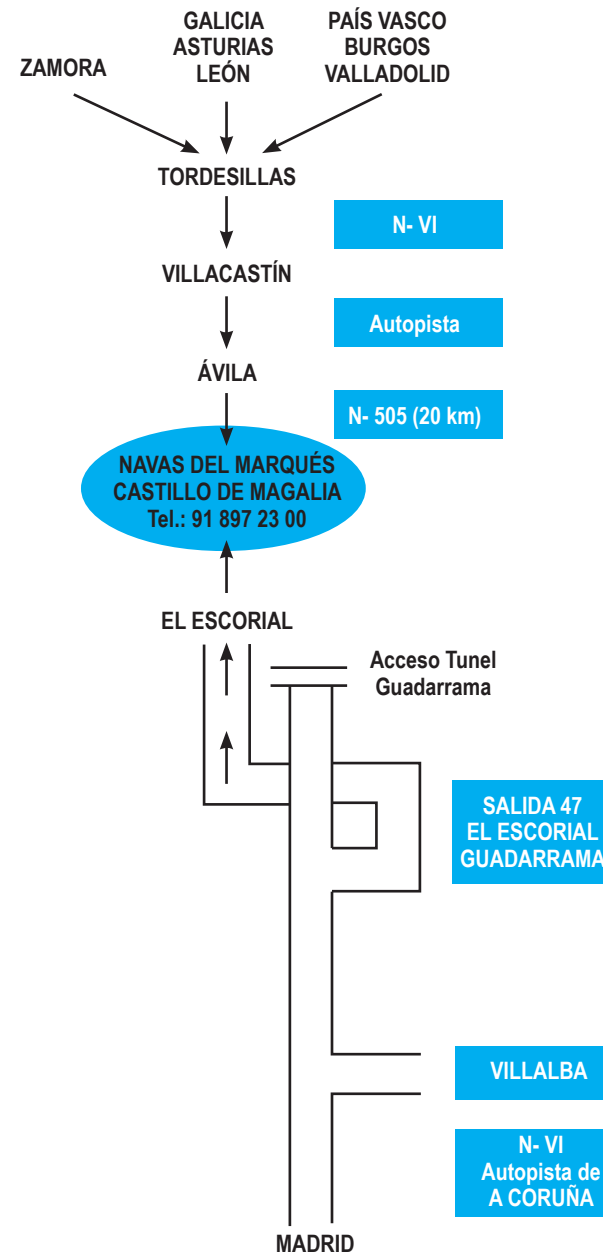 ZAMORA
GALICIA
ASTURIAS
LEÓN
PAÍS VASCO
BURGOS
VALLADOLID
TORDESILLAS
N- VI
VILLACASTÍN
Autopista
ÁVILA
N- 505 (20 km)
NAVAS DEL MARQUÉS
CASTILLO DE MAGALIA
Tel.: 91 897 23 00
EL ESCORIAL
Acceso Tunel
Guadarrama
SALIDA 47
EL ESCORIAL
GUADARRAMA
VILLALBA
N- VI
Autopista de
A CORUÑA
MADRID